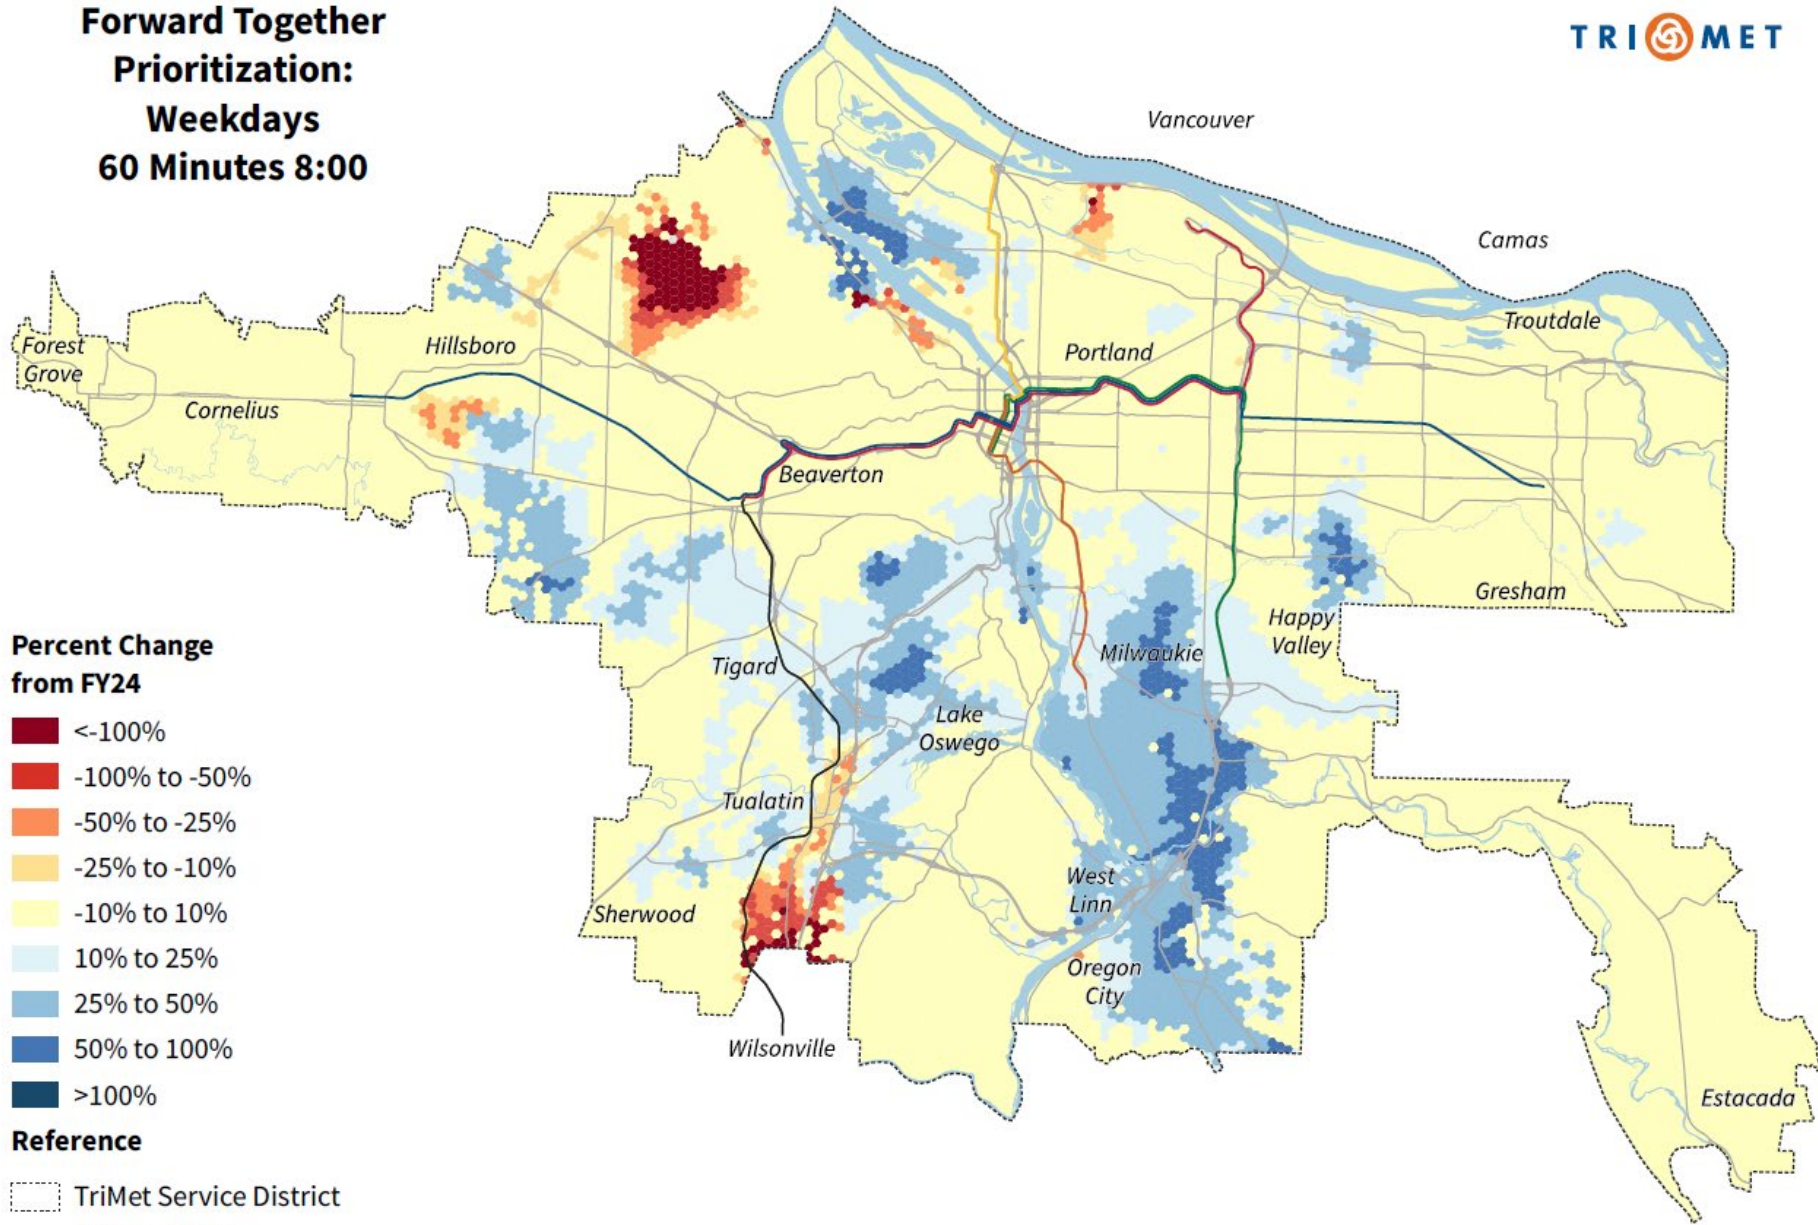 Forward Together
Prioritization:
Weekdays
60 Minutes 8:00
TRI MET
Vancouver
Camas
Troutdale
Forest
Grove
Hillsboro
Portland
Cornelius
Beaverton
Gresham
Happy
Valley
Milwaukie
Tigard
Lake
Oswego
Tualatin
West
Linn
Sherwood
Oregon
City
Wilsonville
Estacada
Percent Change
from FY24
<-100%
-100% to -50%
-50% to -25%
-25% to -10%
-10% to 10%
10% to 25%
25% to 50%
50% to 100%
>100%
Reference
TriMet Service District